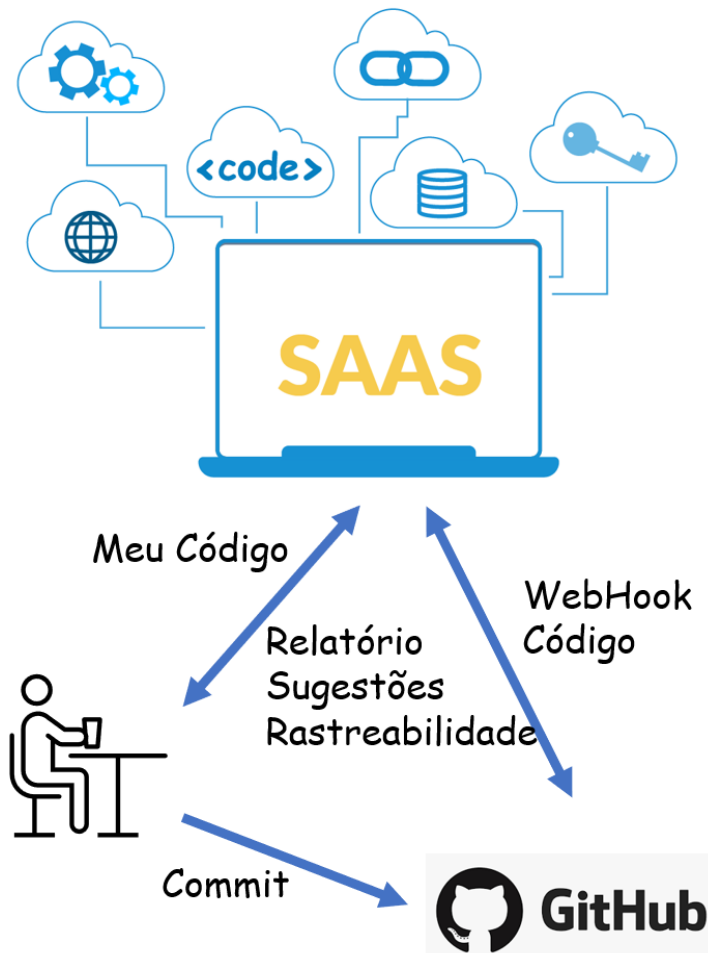 <code>
SAAS
Meu Código
WebHook
Código
Relatório
Sugestões
Rastreabilidade
Commit
GitHub